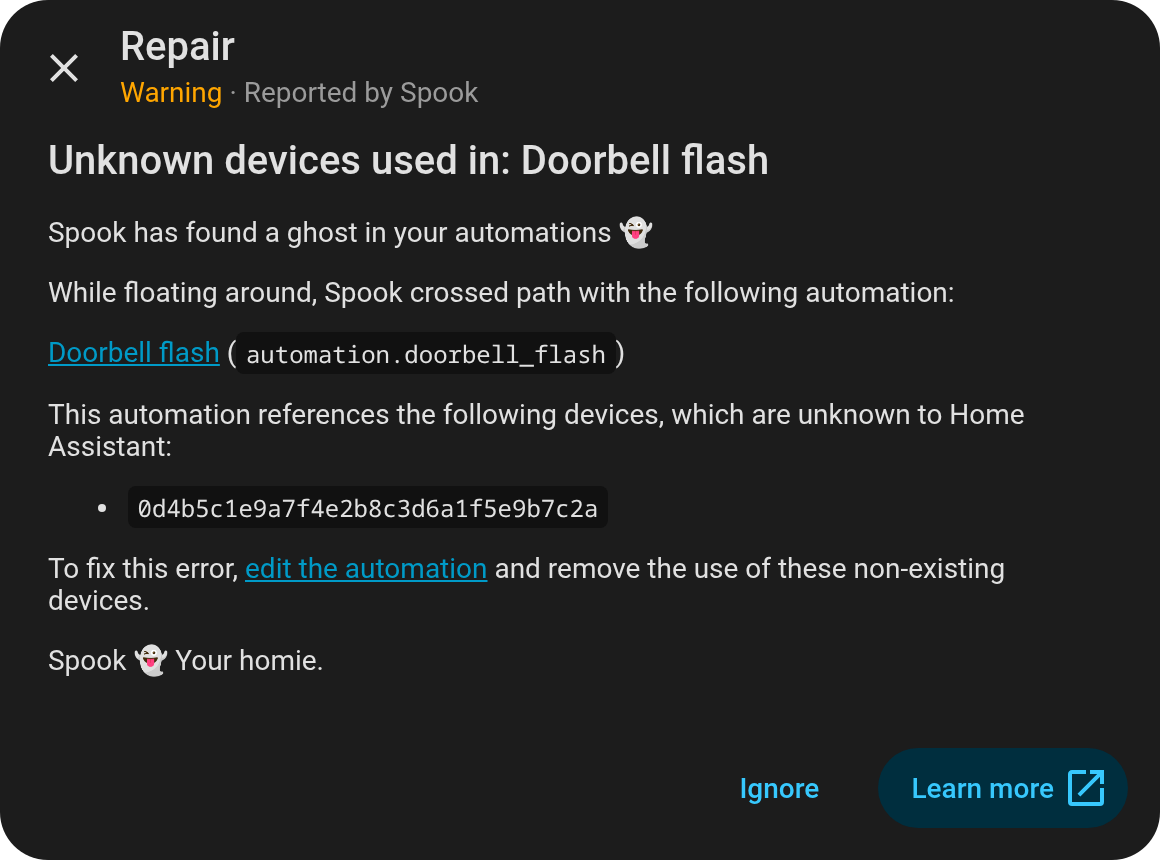 Repair
Warning · Reported by Spook
Unknown devices used in: Doorbell flash
Spook has found a ghost in your automations 👻
While floating around, Spook crossed path with the following automation:
Doorbell flash ( automation.doorbell_flash )
This automation references the following devices, which are unknown to Home
Assistant:
• 0d4b5c1e9a7f4e2b8c3d6a1f5e9b7c2a
To fix this error, edit the automation and remove the use of these non-existing
devices.
Spook 👻 Your homie.
Ignore
Learn more